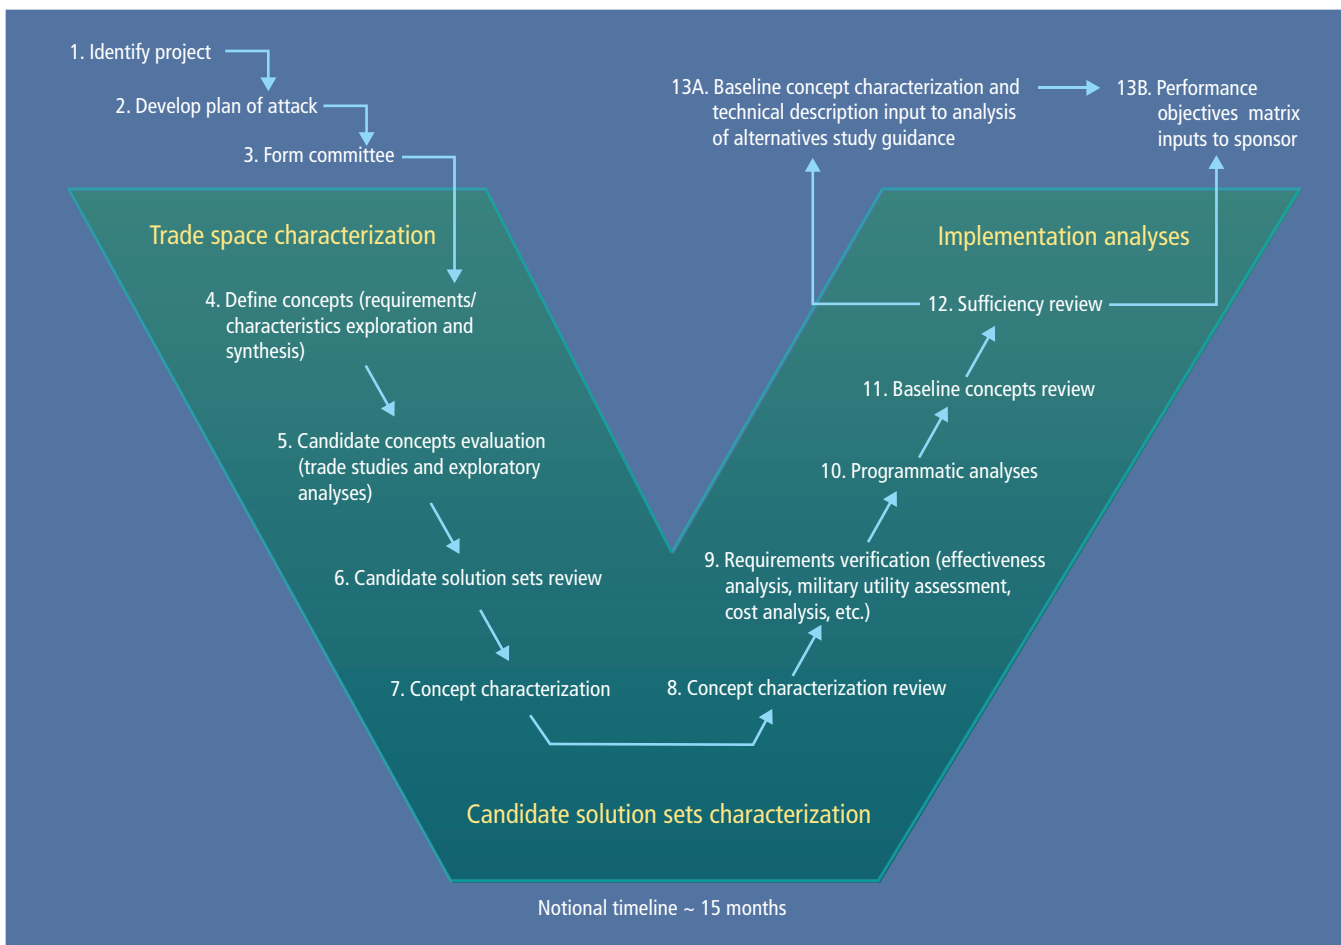 1. Identify project
2. Develop plan of attack
3. Form committee
13A. Baseline concept characterization and
technical description input to analysis
of alternatives study guidance
13B. Performance
objectives matrix
inputs to sponsor
Trade space characterization
Implementation analyses
4. Define concepts (requirements/
characteristics exploration and
synthesis)
5. Candidate concepts evaluation
(trade studies and exploratory
analyses)
6. Candidate solution sets review
7. Concept characterization
8. Concept characterization review
9. Requirements verification (effectiveness
analysis, military utility assessment,
cost analysis, etc.)
10. Programmatic analyses
11. Baseline concepts review
12. Sufficiency review
Candidate solution sets characterization
Notional timeline ~ 15 months